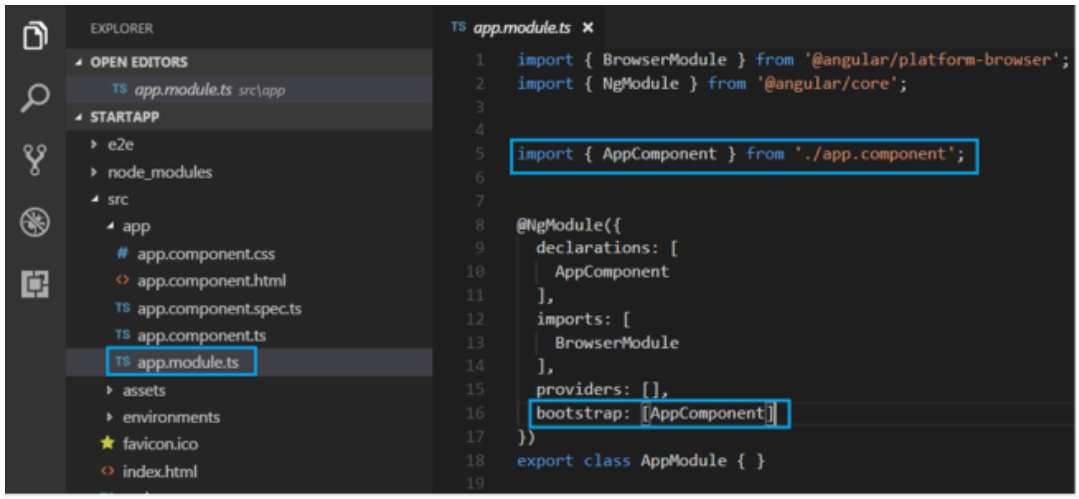 EXPLORER
OPEN EDITORS
TS app.module.ts src\app
STARTAPP
e2e
node_modules
src
app
# app.component.css
<> app.component.html
TS app.component.spec.ts
TS app.component.ts
TS app.module.ts
assets
environments
favicon.ico
<> index.html
TS app.module.ts ×
1 import { BrowserModule } from '@angular/platform-browser';
2 import { NgModule } from '@angular/core';
3
4
5 import { AppComponent } from './app.component';
6
7
8 @NgModule({
9 declarations: [
10 AppComponent
11 ],
12 imports: [
13 BrowserModule
14 ],
15 providers: [],
16 bootstrap: [AppComponent]
17 })
18 export class AppModule { }
19